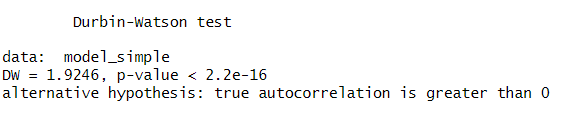 Durbin-Watson test
data:  model_simple
DW = 1.9246, p-value < 2.2e-16
alternative hypothesis: true autocorrelation is greater than 0